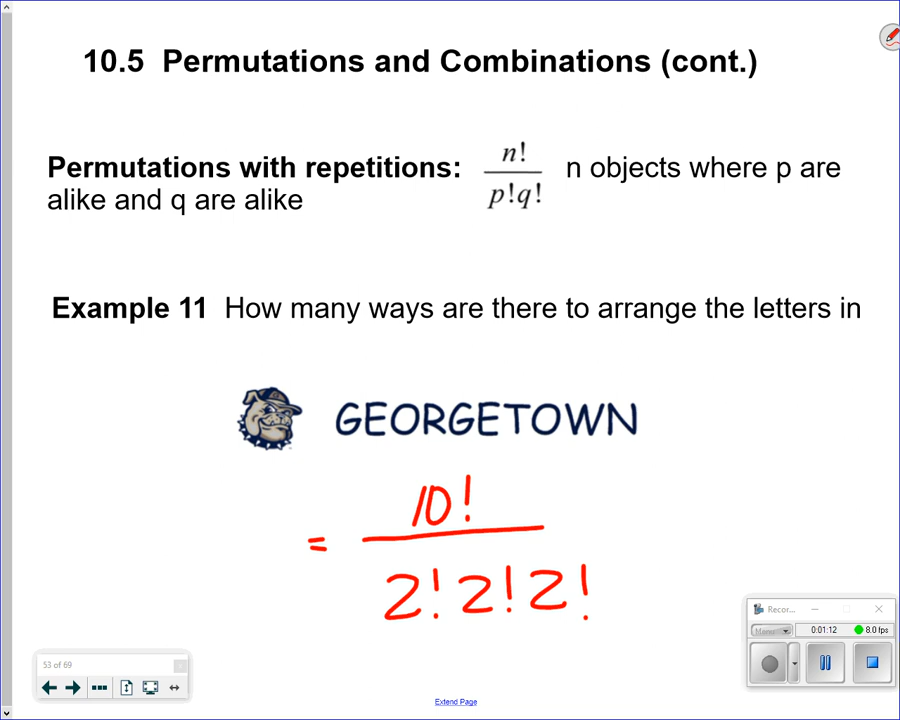 10.5 Permutations and Combinations (cont.)
Permutations with repetitions: n!/p!q! n objects where p are
alike and q are alike
Example 11 How many ways are there to arrange the letters in
GEORGETOWN
= 10!/2!2!2!
Recor...
0:01:12 8.0 fps
53 of 69
Extend Page